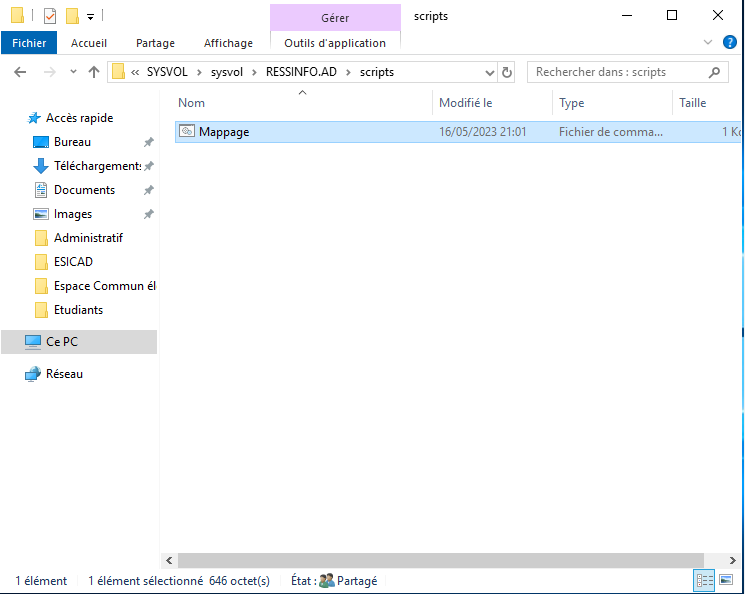 Gérer
scripts
Fichier
Accueil
Partage
Affichage
Outils d'application
« SYSVOL > sysvol > RESSINFO.AD > scripts
Rechercher dans : scripts
Nom
Modifié le
Type
Taille
Mappage
16/05/2023 21:01
Fichier de comma...
1 Ko
Accès rapide
Bureau
Téléchargements
Documents
Images
Administratif
ESICAD
Espace Commun él
Etudiants
Ce PC
Réseau
1 élément
1 élément sélectionné 646 octet(s)
État : Partagé